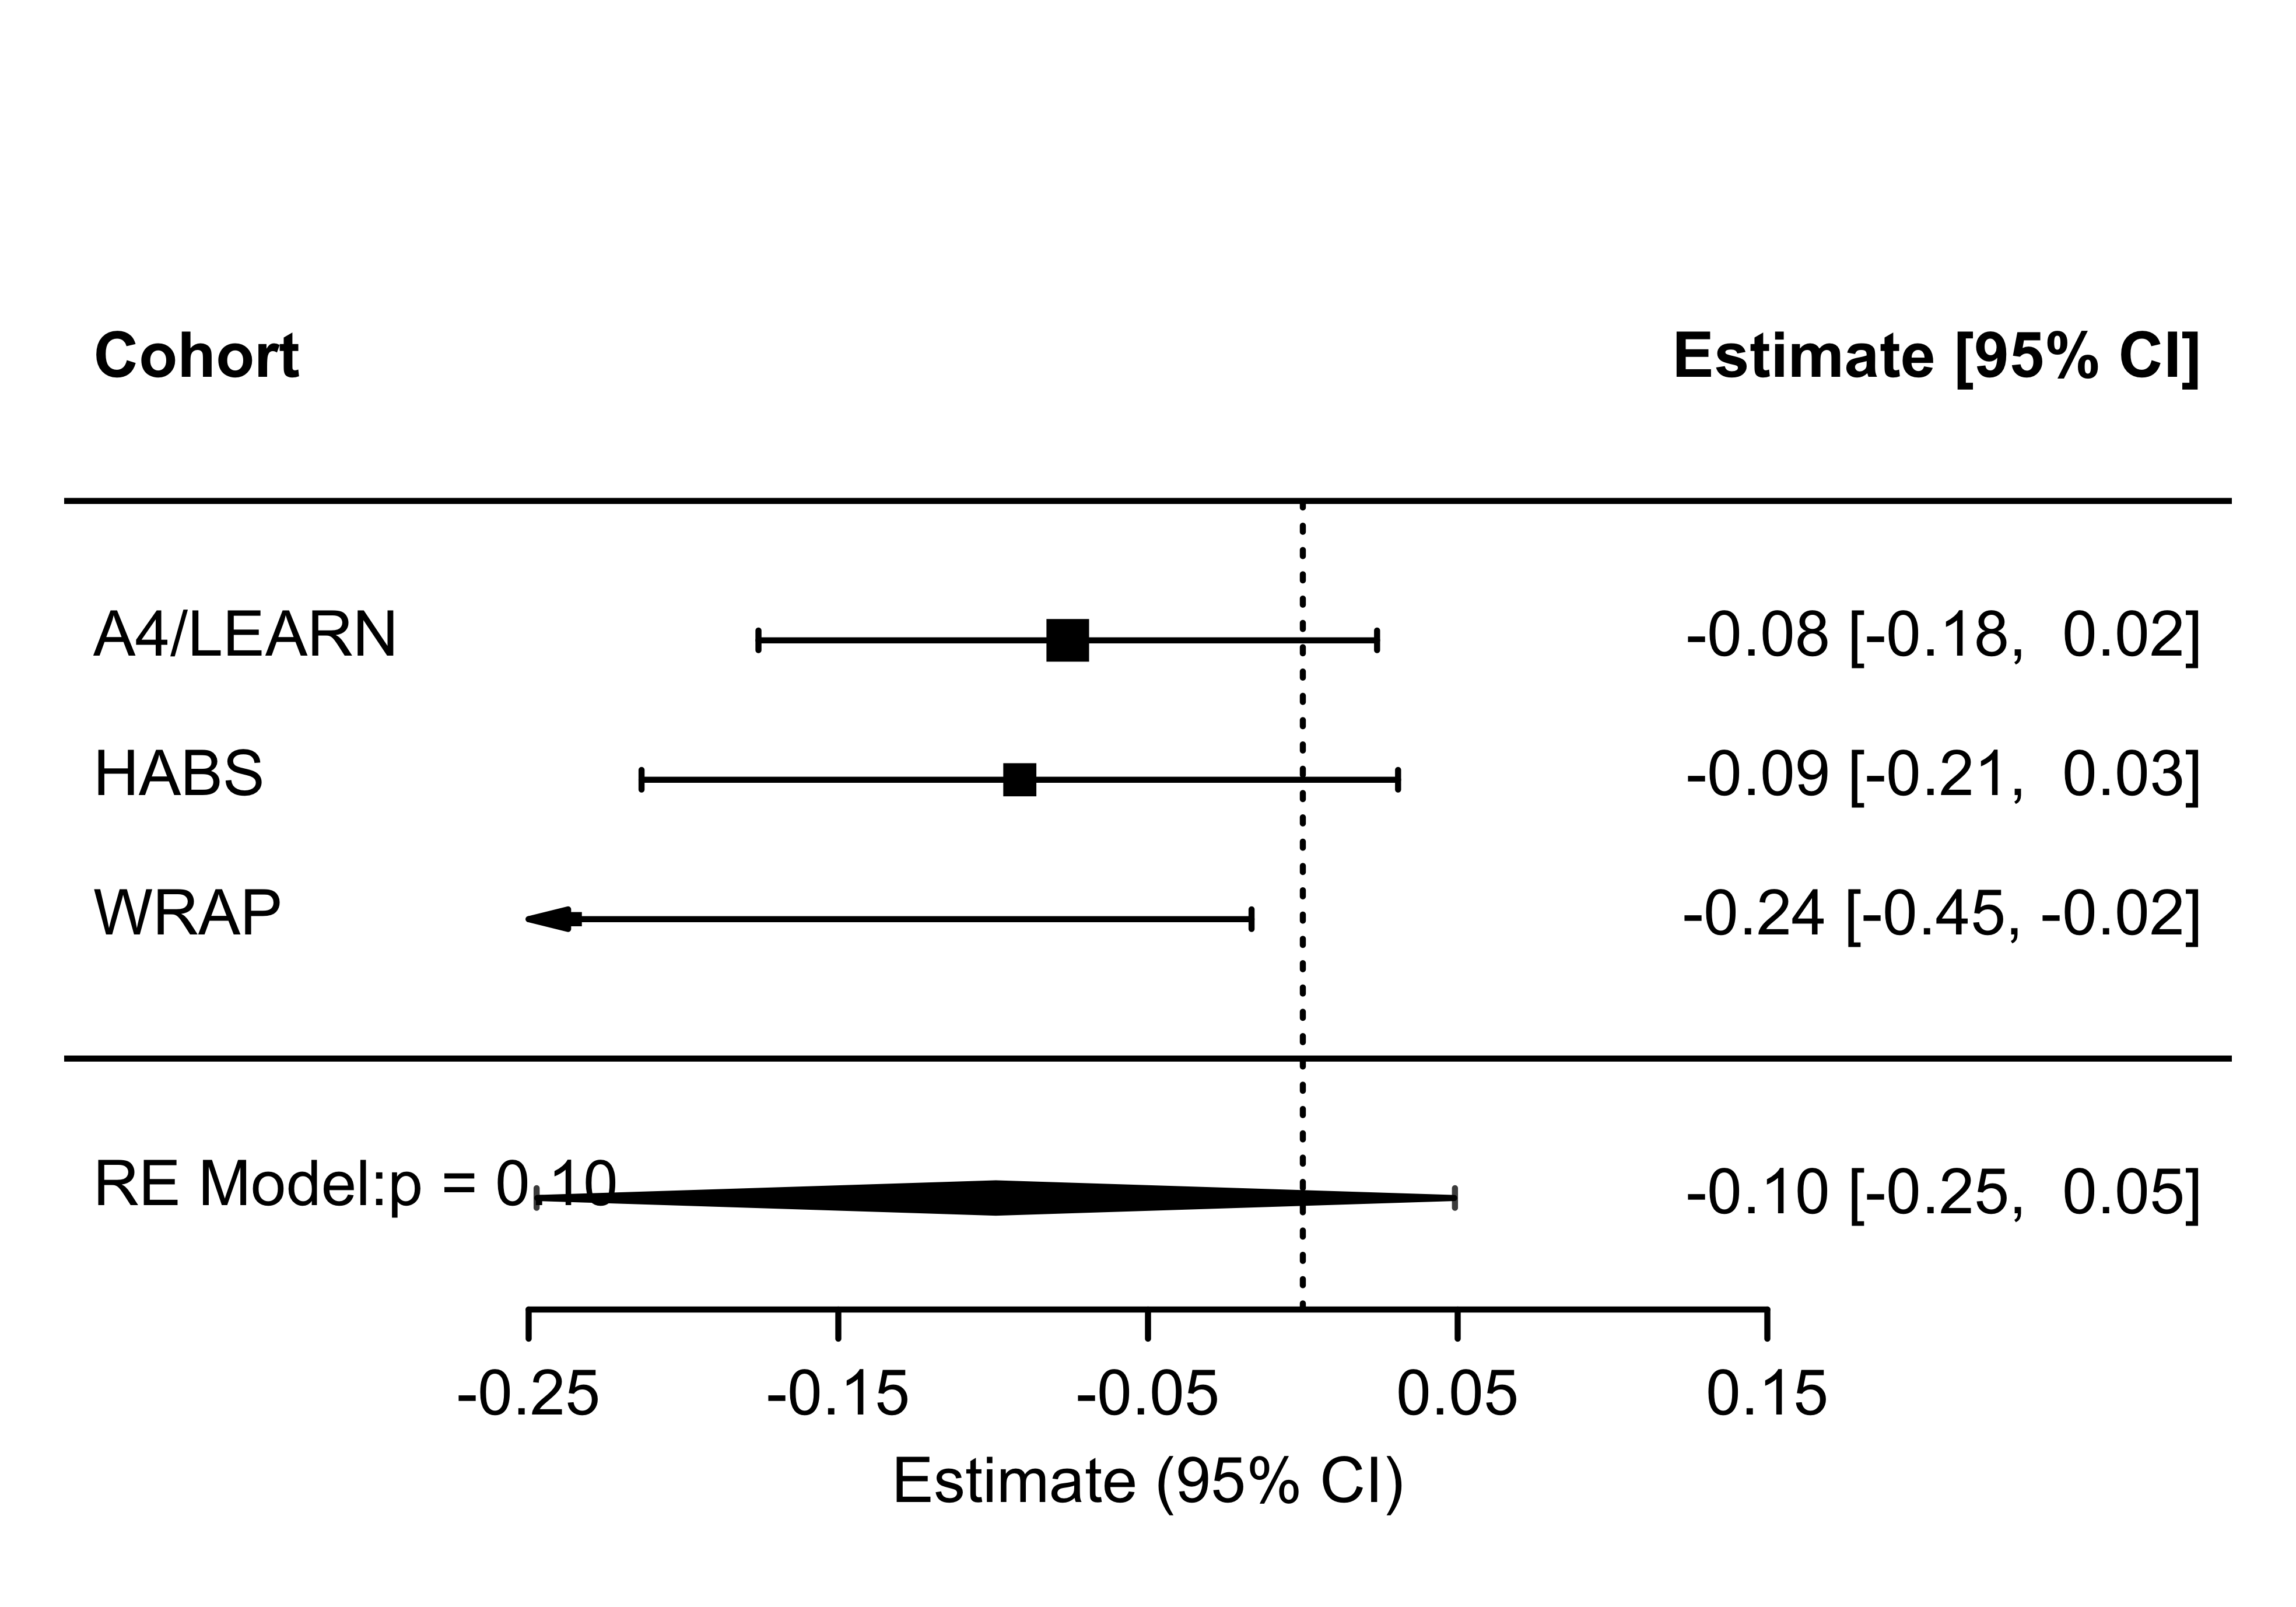 Cohort Estimate [95% CI]
A4/LEARN -0.08 [-0.18, 0.02]
HABS -0.09 [-0.21, 0.03]
WRAP -0.24 [-0.45, -0.02]
RE Model:p = 0.10 -0.10 [-0.25, 0.05]
-0.25 -0.15 -0.05 0.05 0.15
Estimate (95% CI)